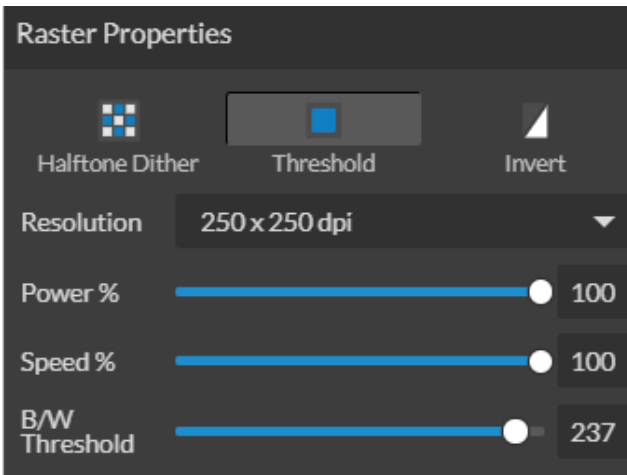 Raster Properties
Halftone Dither Threshold Invert
Resolution 250 x 250 dpi
Power % 100
Speed % 100
B/W
Threshold 237